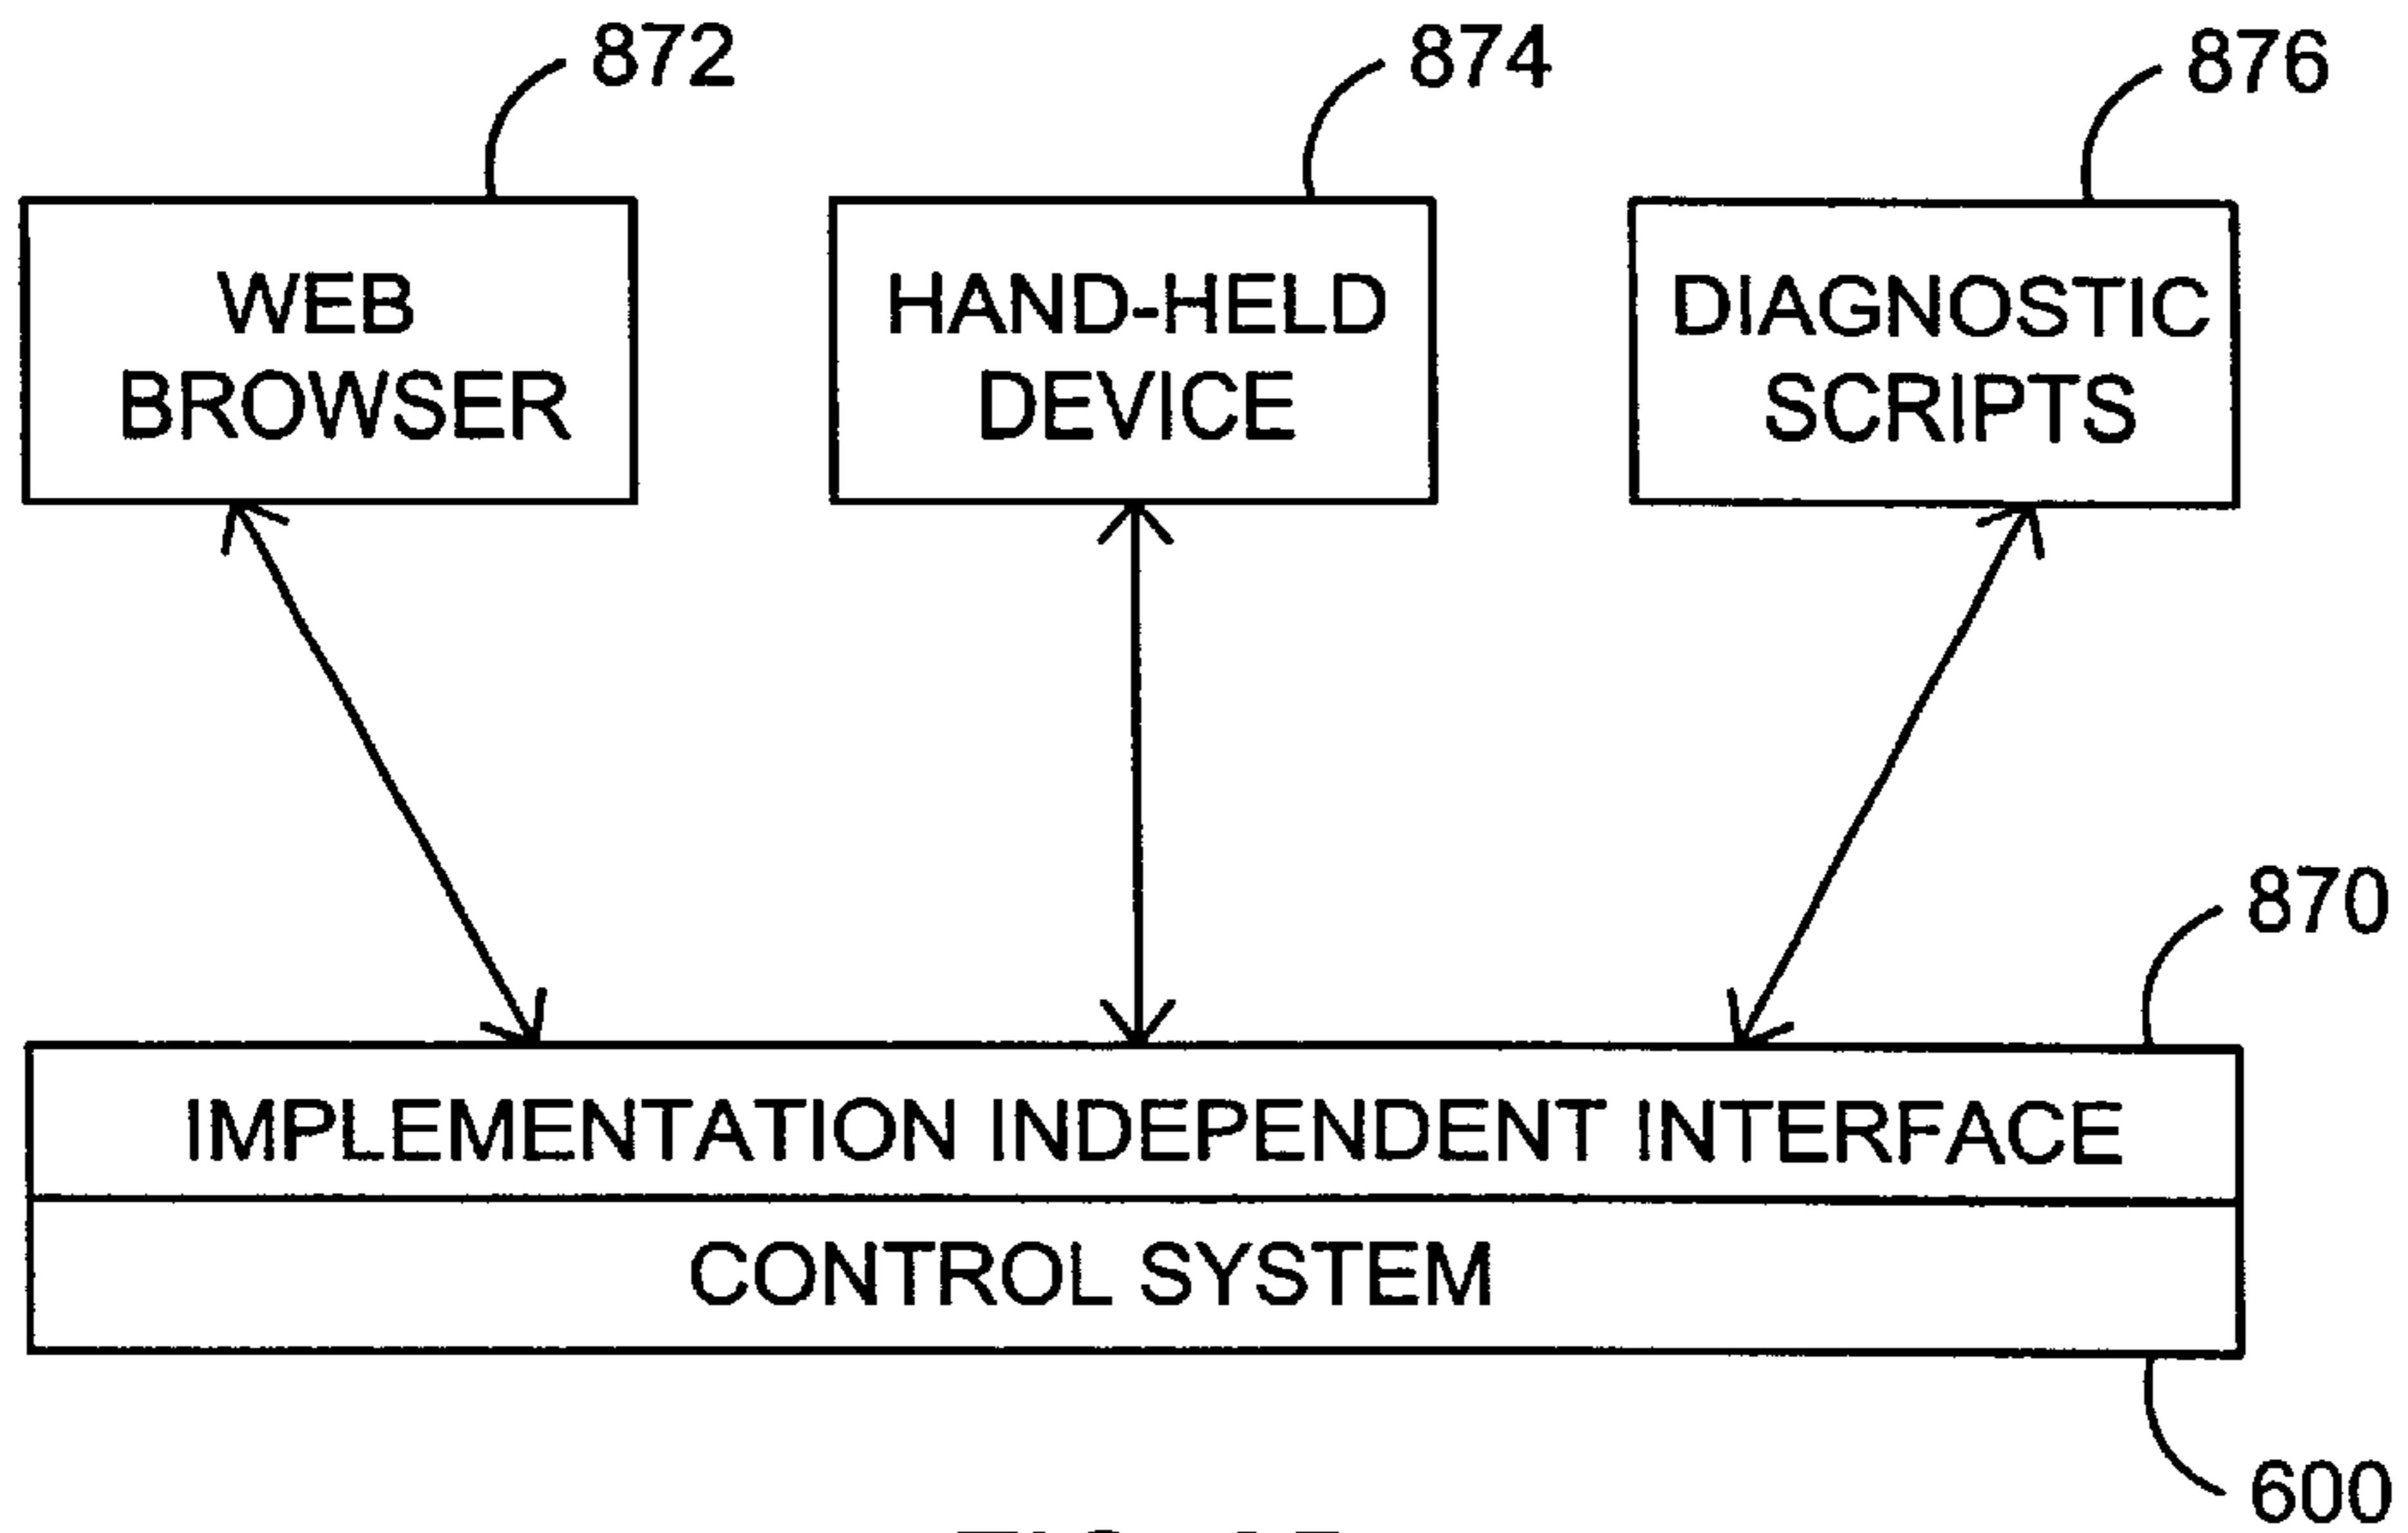 872
874
876
WEB
BROWSER
HAND-HELD
DEVICE
DIAGNOSTIC
SCRIPTS
870
IMPLEMENTATION INDEPENDENT INTERFACE
CONTROL SYSTEM
600